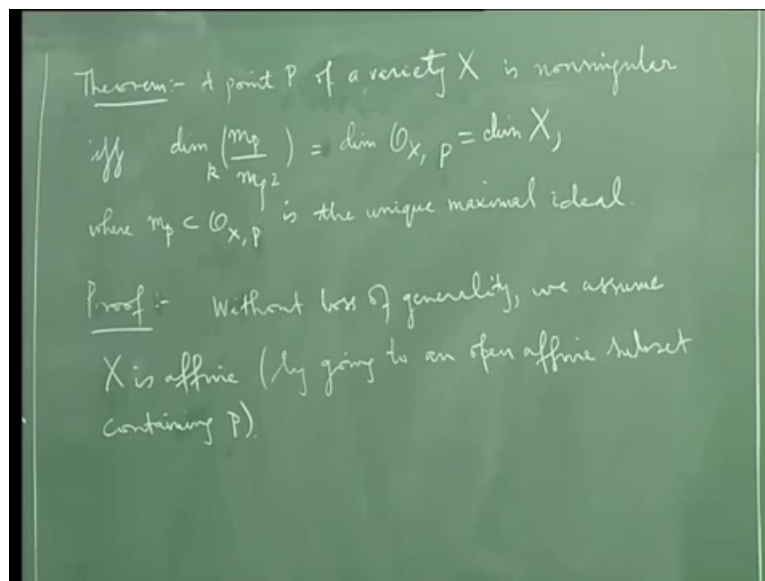 Theorem:- A point P of a variety X is nonsingular
iff dim_k (m_P / m_P^2) = dim O_{X, P} = dim X,
where m_P ⊂ O_{X, P} is the unique maximal ideal.
Proof:- Without loss of generality, we assume
X is affine (by going to an open affine subset
containing P).